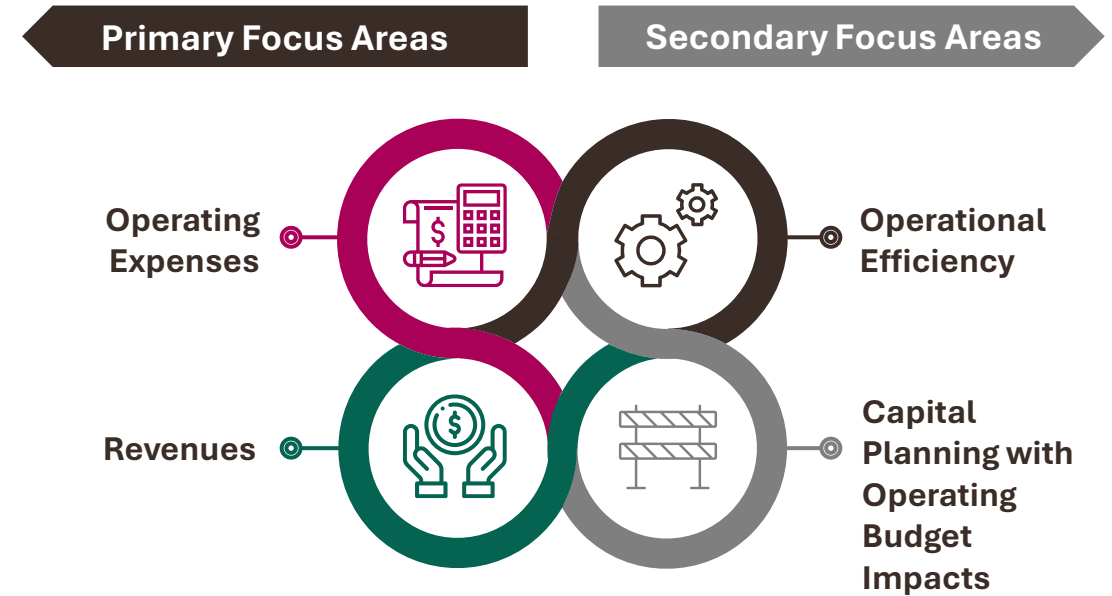 Primary Focus Areas
Secondary Focus Areas
Operating
Expenses
$
Operational
Efficiency
Revenues
$
Capital
Planning with
Operating
Budget
Impacts